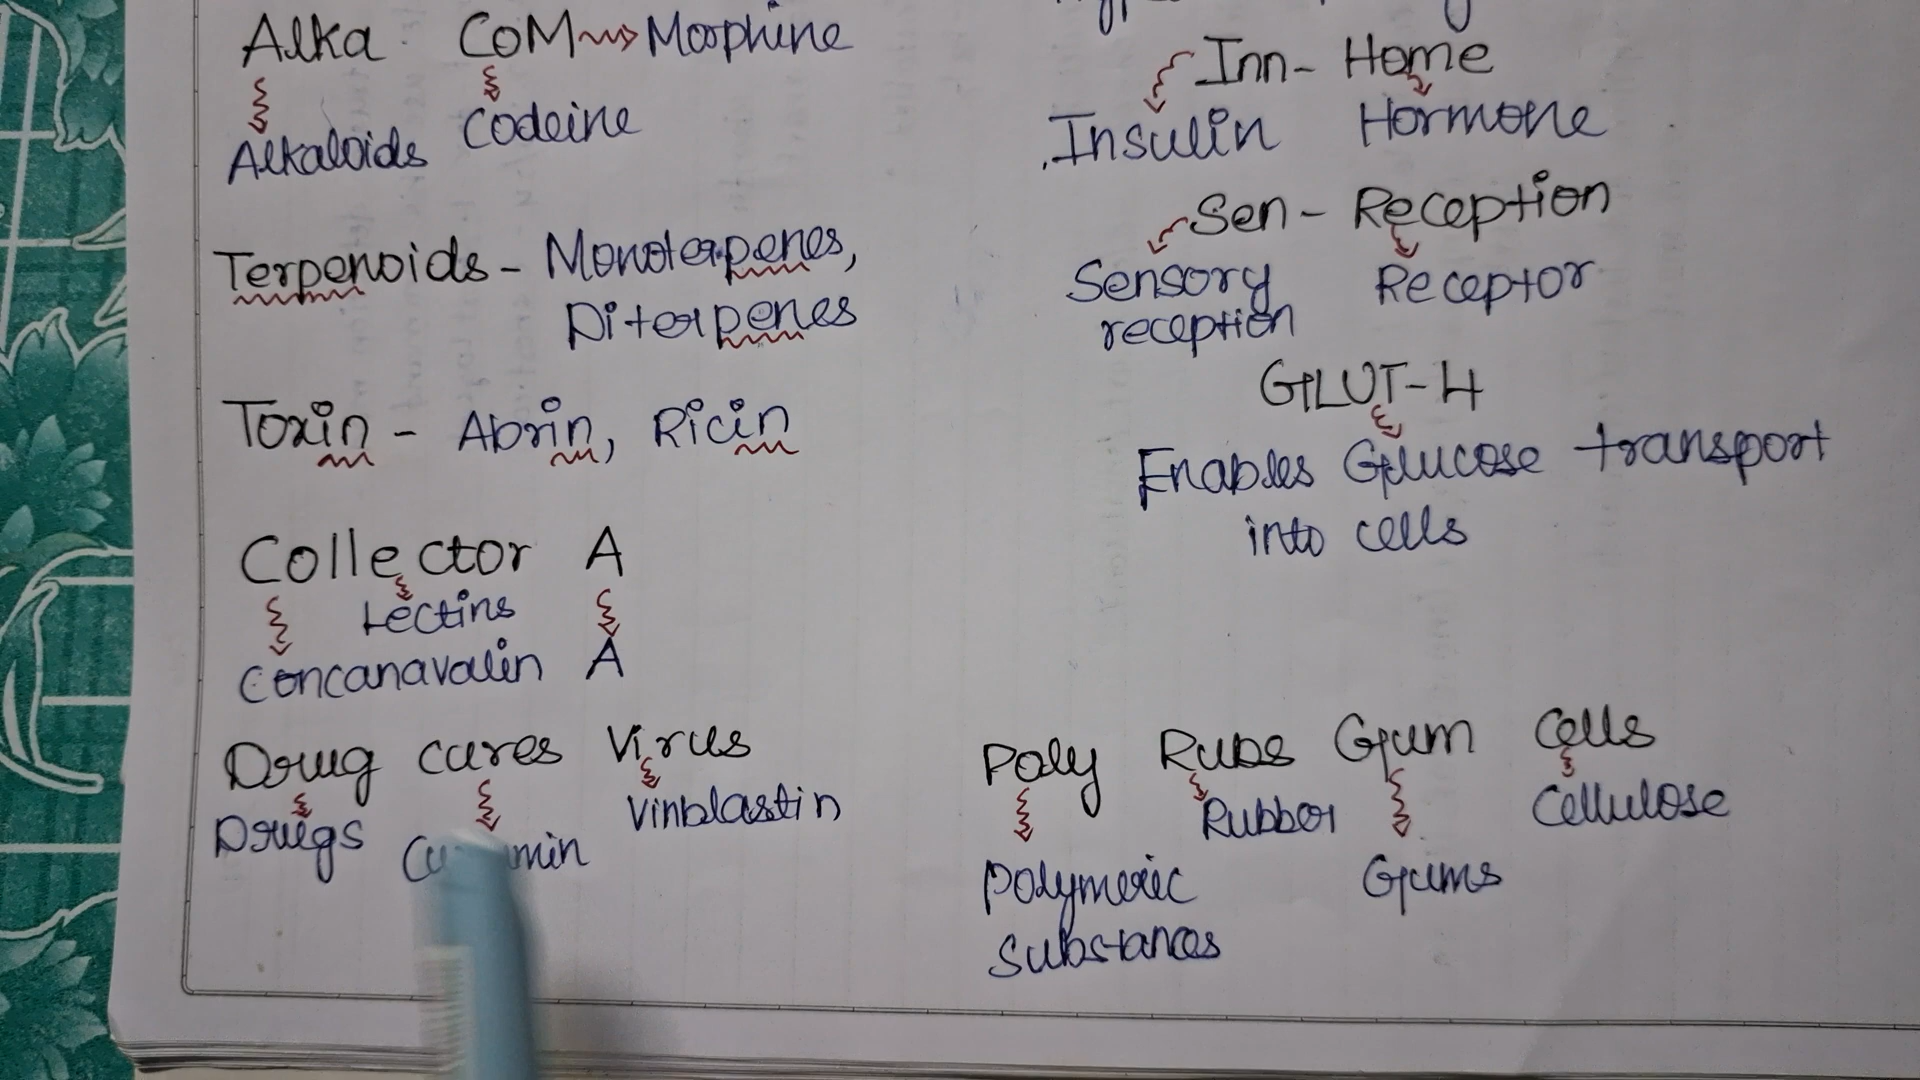 Alka CoM Morphine
Alkaloids Codeine
Terpenoids - Monoterpenes,
Diterpenes
Toxin - Abrin, Ricin
Collector A
Lectins
Concanavalin A
Drug cures Virus
Drugs Vinblastin
Inn - Home
Insulin Hormone
Sen - Reception
Sensory Receptor
reception
GLUT-4
Enables Glucose transport
into cells
Poly Rubs Gum Cells
Rubber Cellulose
Polymeric Gums
Substances